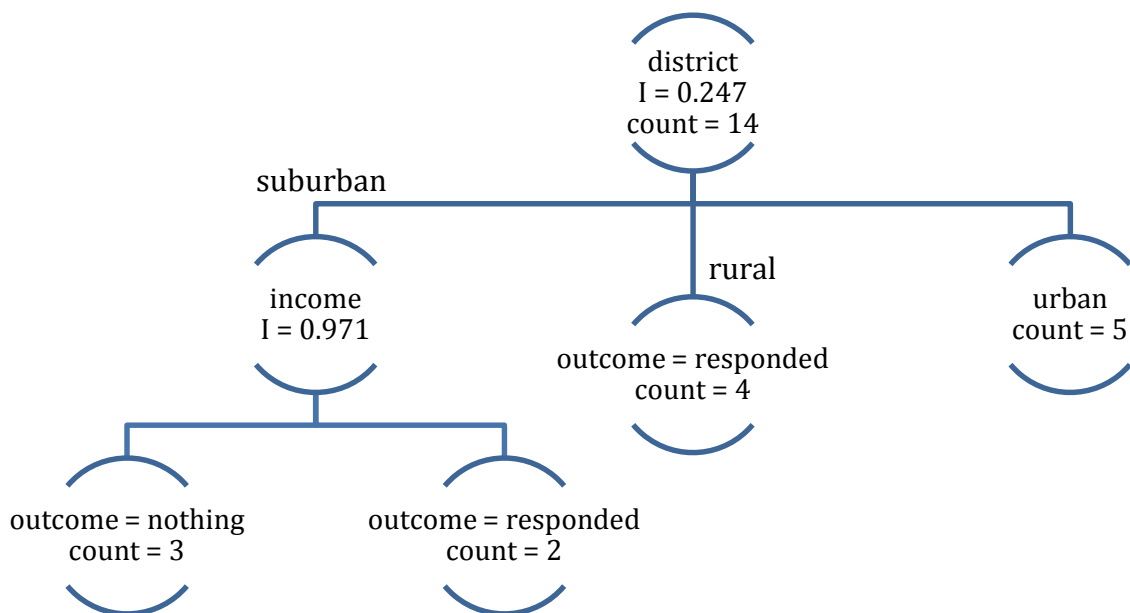 district
I = 0.247
count = 14
suburban
income
I = 0.971
rural
outcome = responded
count = 4
urban
count = 5
outcome = nothing
count = 3
outcome = responded
count = 2